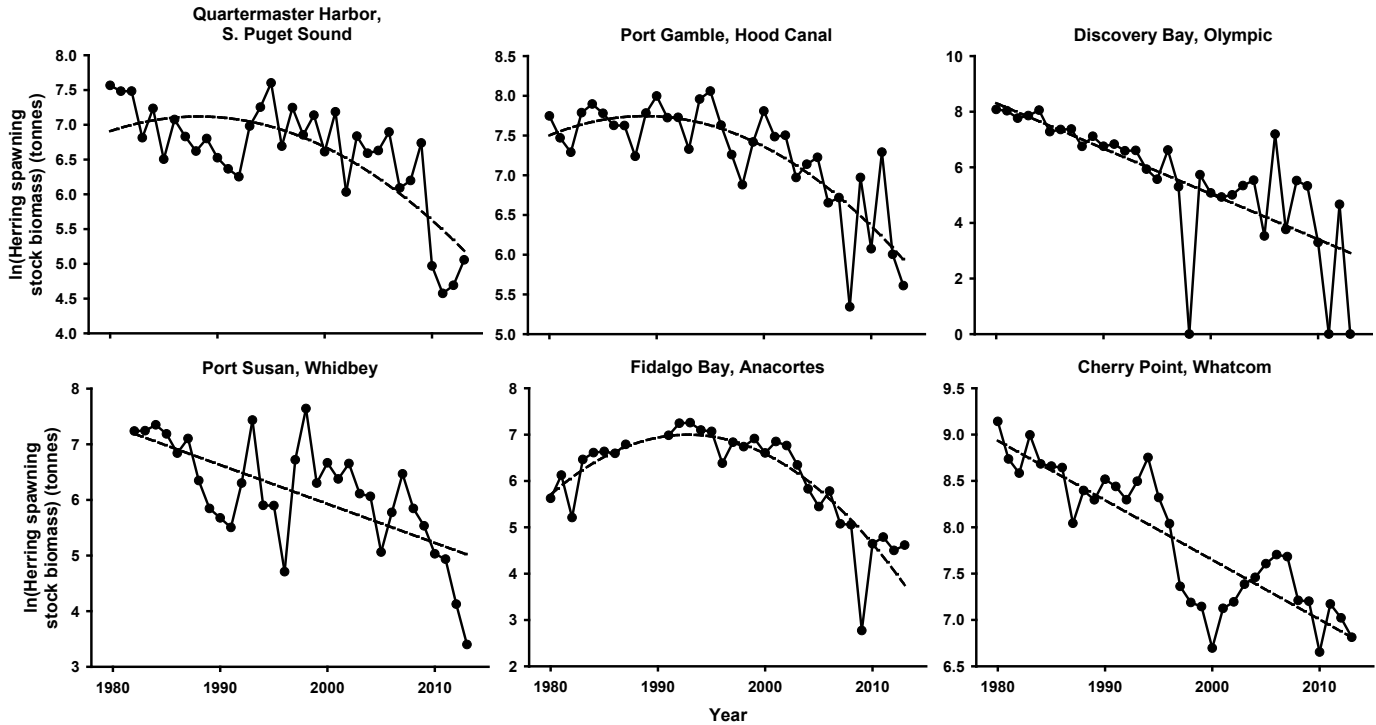 Quartermaster Harbor,
S. Puget Sound
Port Gamble, Hood Canal
Discovery Bay, Olympic
ln(Herring spawning
stock biomass) (tonnes)
8.0
7.5
7.0
6.5
6.0
5.5
5.0
4.5
4.0
8.5
8.0
7.5
7.0
6.5
6.0
5.5
5.0
10
8
6
4
2
0
Port Susan, Whidbey
Fidalgo Bay, Anacortes
Cherry Point, Whatcom
ln(Herring spawning
stock biomass) (tonnes)
8
7
6
5
4
3
8
7
6
5
4
3
2
9.5
9.0
8.5
8.0
7.5
7.0
6.5
1980 1990 2000 2010
1980 1990 2000 2010
1980 1990 2000 2010
Year